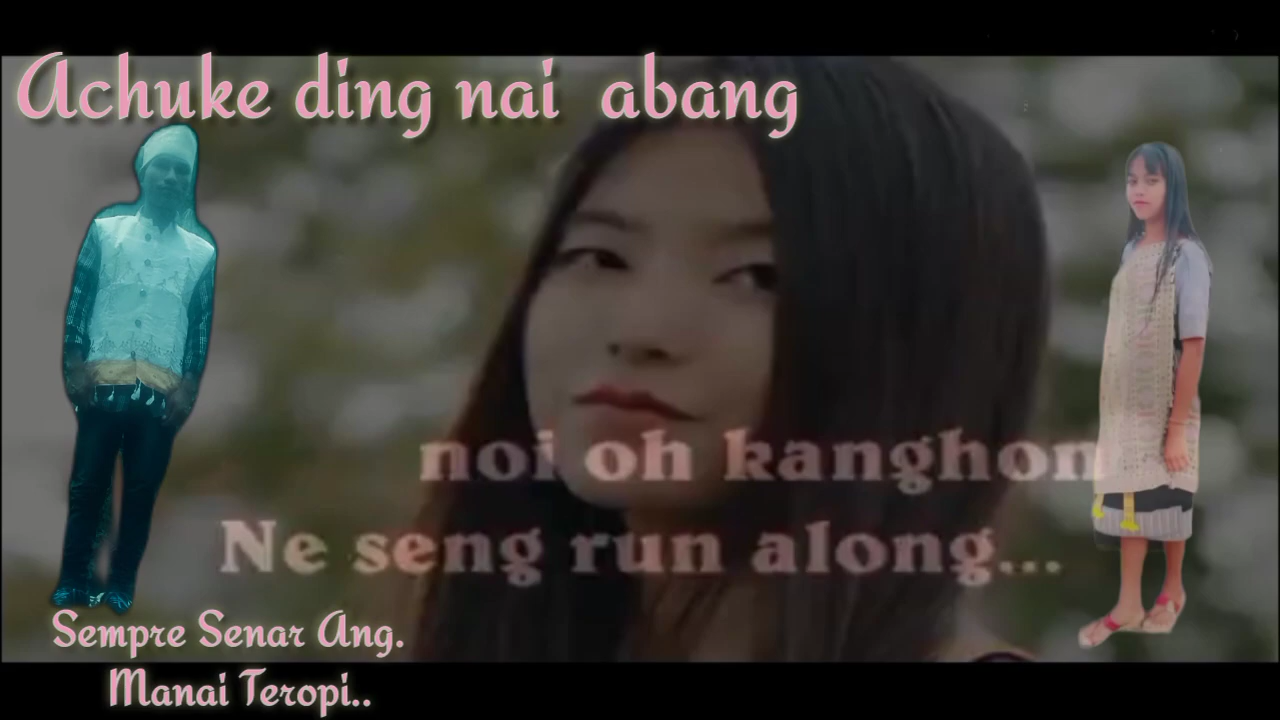 Achuke ding nai abang
noi oh kanghon
Ne seng run along...
Sempre Senar Ang.
Manai Teropi..